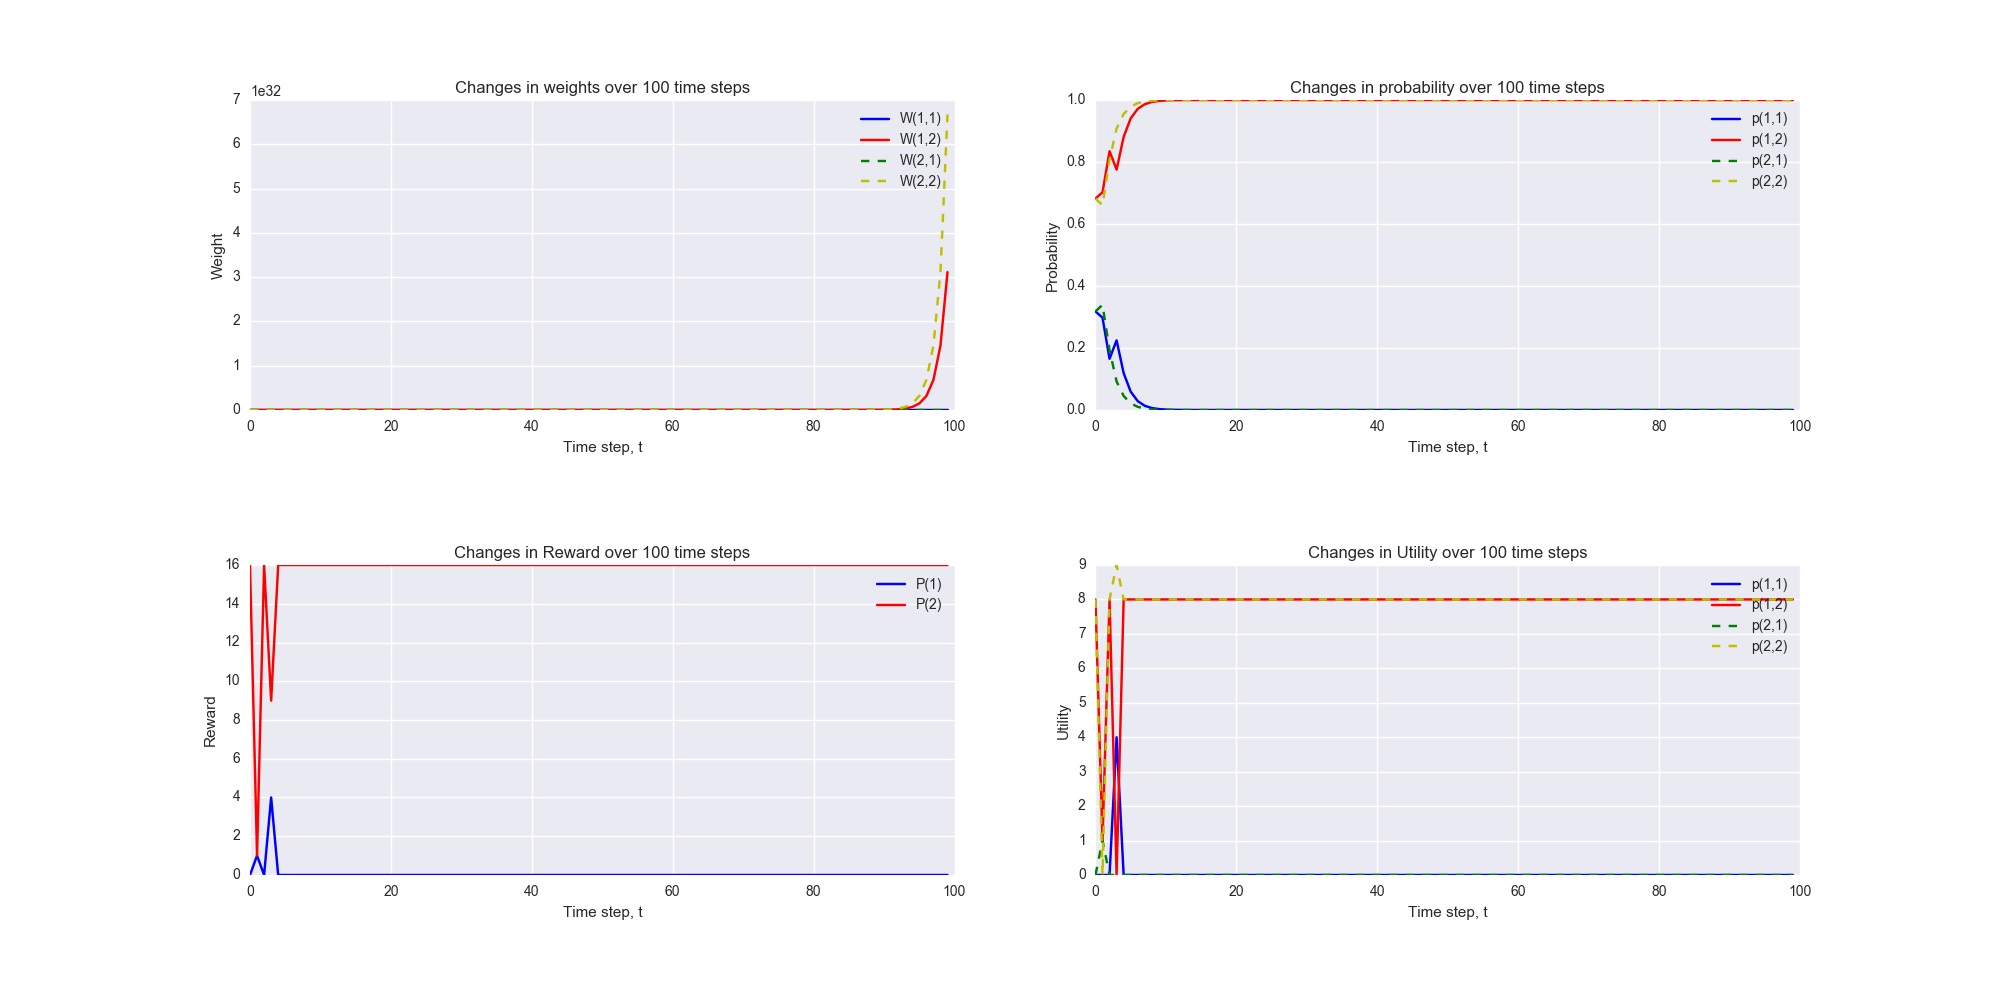 Changes in weights over 100 time steps
1e32
7
6
5
4
3
2
1
0
Weight
W(1,1)
W(1,2)
W(2,1)
W(2,2)
0 20 40 60 80 100
Time step, t
Changes in probability over 100 time steps
1.0
0.8
0.6
0.4
0.2
0.0
Probability
p(1,1)
p(1,2)
p(2,1)
p(2,2)
0 20 40 60 80 100
Time step, t
Changes in Reward over 100 time steps
16
14
12
10
8
6
4
2
0
Reward
P(1)
P(2)
0 20 40 60 80 100
Time step, t
Changes in Utility over 100 time steps
9
8
7
6
5
4
3
2
1
0
Utility
p(1,1)
p(1,2)
p(2,1)
p(2,2)
0 20 40 60 80 100
Time step, t